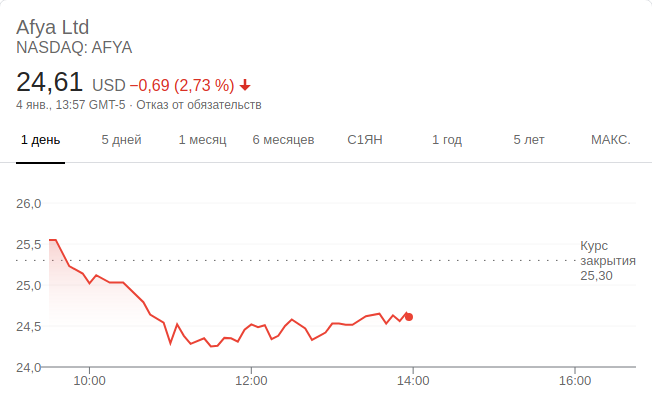 Afya Ltd
NASDAQ: AFYA
24,61 USD −0,69 (2,73 %)
4 янв., 13:57 GMT-5 · Отказ от обязательств
1 день 5 дней 1 месяц 6 месяцев С1ЯН 1 год 5 лет МАКС.
26,0
25,5
Курс
закрытия
25,30
25,0
24,5
24,0
10:00 12:00 14:00 16:00